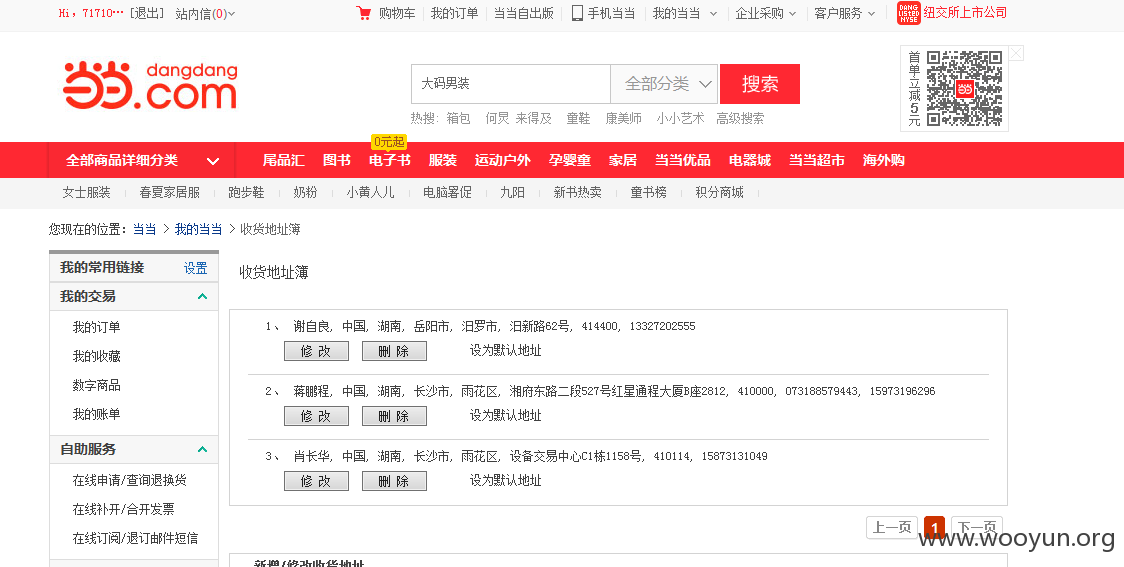 Hi，71710··· [退出] 站内信(0) 购物车 我的订单 当当自出版 手机当当 我的当当 企业采购 客户服务 DANG LISTED NYSE 纽交所上市公司
当当 dangdang.com
大码男装 全部分类 搜索
热搜: 箱包 何炅 来得及 童鞋 康美师 小小艺术 高级搜索
首单立减5元
0元起
全部商品详细分类 尾品汇 图书 电子书 服装 运动户外 孕婴童 家居 当当优品 电器城 当当超市 海外购
女士服装 春夏家居服 跑步鞋 奶粉 小黄人儿 电脑署促 九阳 新书热卖 童书榜 积分商城
您现在的位置：当当 > 我的当当 > 收货地址簿
我的常用链接 设置
我的交易
我的订单
我的收藏
数字商品
我的账单
自助服务
在线申请/查询退换货
在线补开/合开发票
在线订阅/退订邮件短信
收货地址簿
1、 谢自良, 中国, 湖南, 岳阳市, 汨罗市, 汨新路62号, 414400, 13327202555
修 改 删 除 设为默认地址
2、 蒋鹏程, 中国, 湖南, 长沙市, 雨花区, 湘府东路二段527号红星通程大厦B座2812, 410000, 073188579443, 15973196296
修 改 删 除 设为默认地址
3、 肖长华, 中国, 湖南, 长沙市, 雨花区, 设备交易中心C1栋1158号, 410114, 15873131049
修 改 删 除 设为默认地址
上一页 1 下一页
www.wooyun.org
新增/修改收货地址